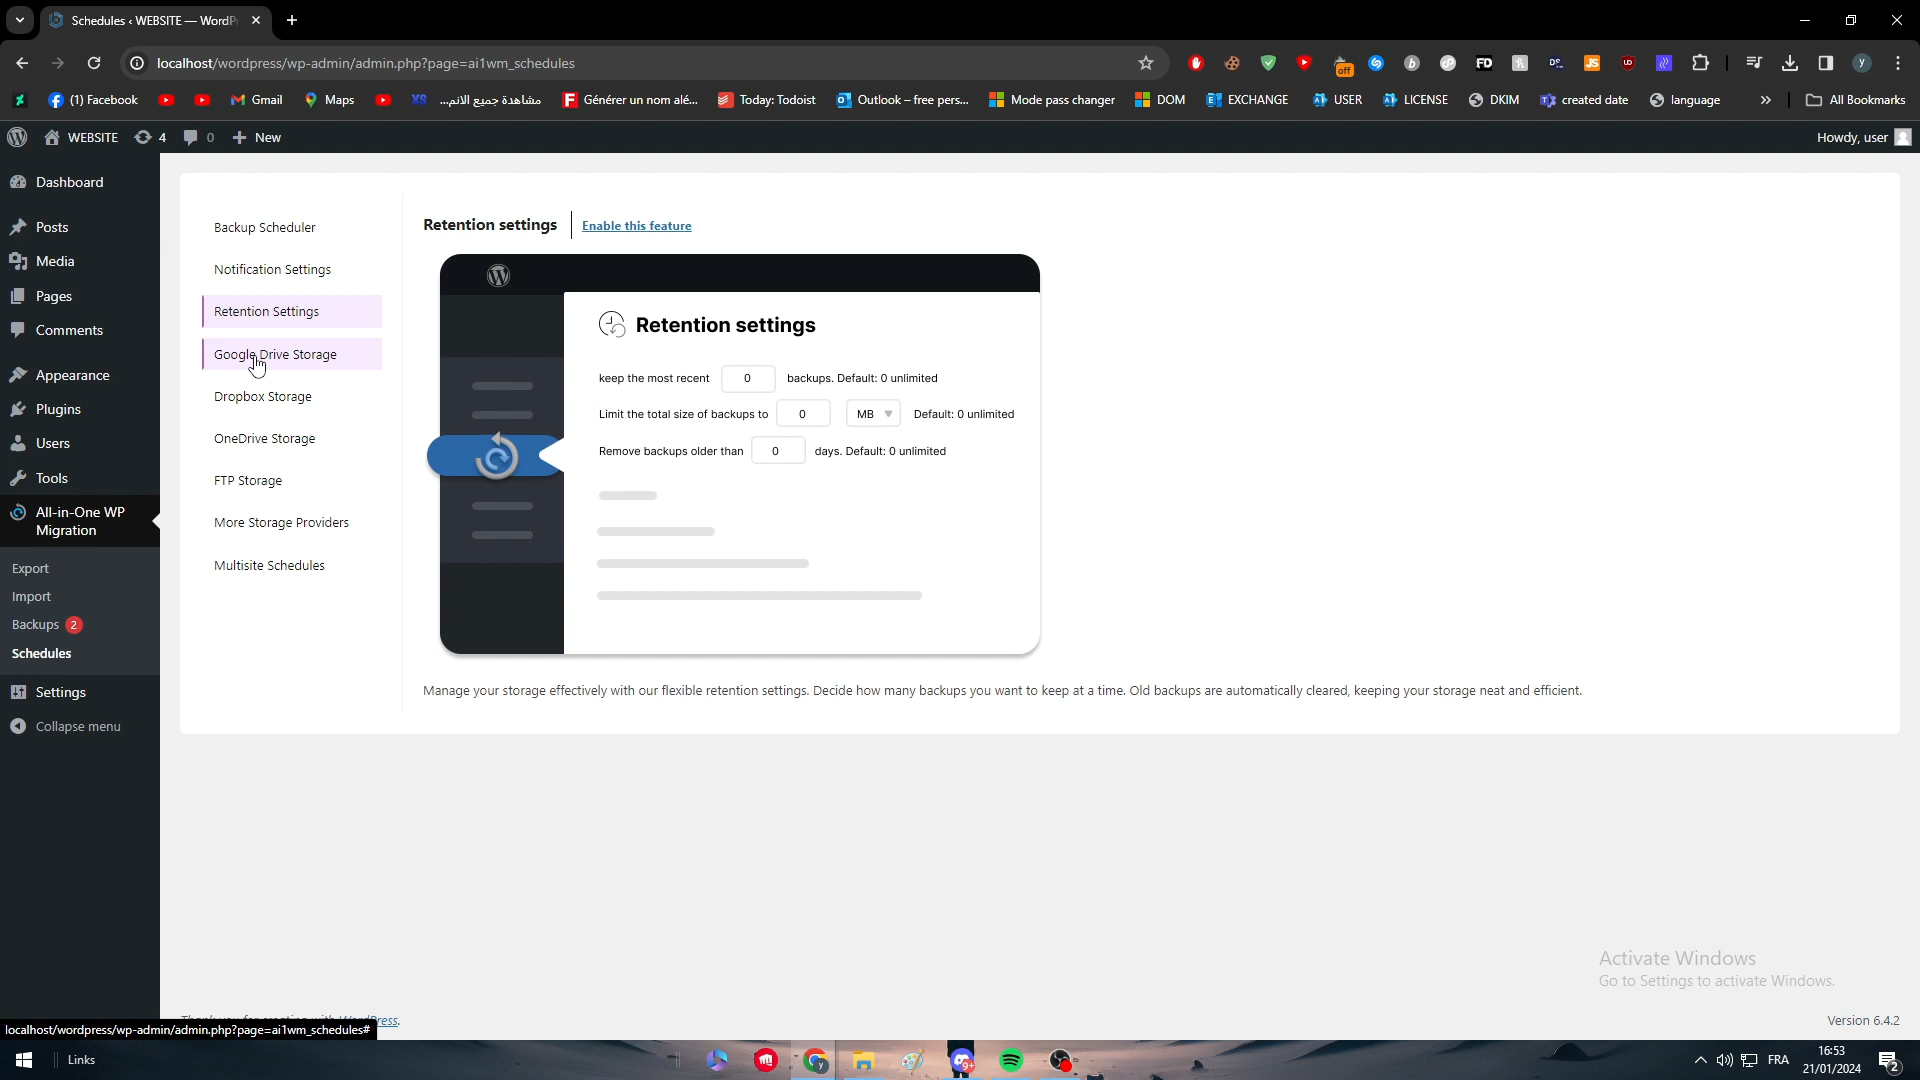 Schedules ‹ WEBSITE — WordP
localhost/wordpress/wp-admin/admin.php?page=ai1wm_schedules
off
FD
JS
(1) Facebook
Gmail
Maps
XS
مشاهدة جميع الانم...
Générer un nom alé...
Today: Todoist
Outlook – free pers...
Mode pass changer
DOM
EXCHANGE
USER
LICENSE
DKIM
created date
language
»
All Bookmarks
WEBSITE
4
0
New
Howdy, user
Dashboard
Posts
Media
Pages
Comments
Appearance
Plugins
Users
Tools
All-in-One WP
Migration
Export
Import
Backups 2
Schedules
Settings
Collapse menu
Backup Scheduler
Notification Settings
Retention Settings
Google Drive Storage
Dropbox Storage
OneDrive Storage
FTP Storage
More Storage Providers
Multisite Schedules
Retention settings
Enable this feature
Retention settings
keep the most recent 0 backups. Default: 0 unlimited
Limit the total size of backups to 0 MB Default: 0 unlimited
Remove backups older than 0 days. Default: 0 unlimited
Manage your storage effectively with our flexible retention settings. Decide how many backups you want to keep at a time. Old backups are automatically cleared, keeping your storage neat and efficient.
Activate Windows
Go to Settings to activate Windows.
Version 6.4.2
localhost/wordpress/wp-admin/admin.php?page=ai1wm_schedules#
Links
9+
FRA
16:53
21/01/2024
2